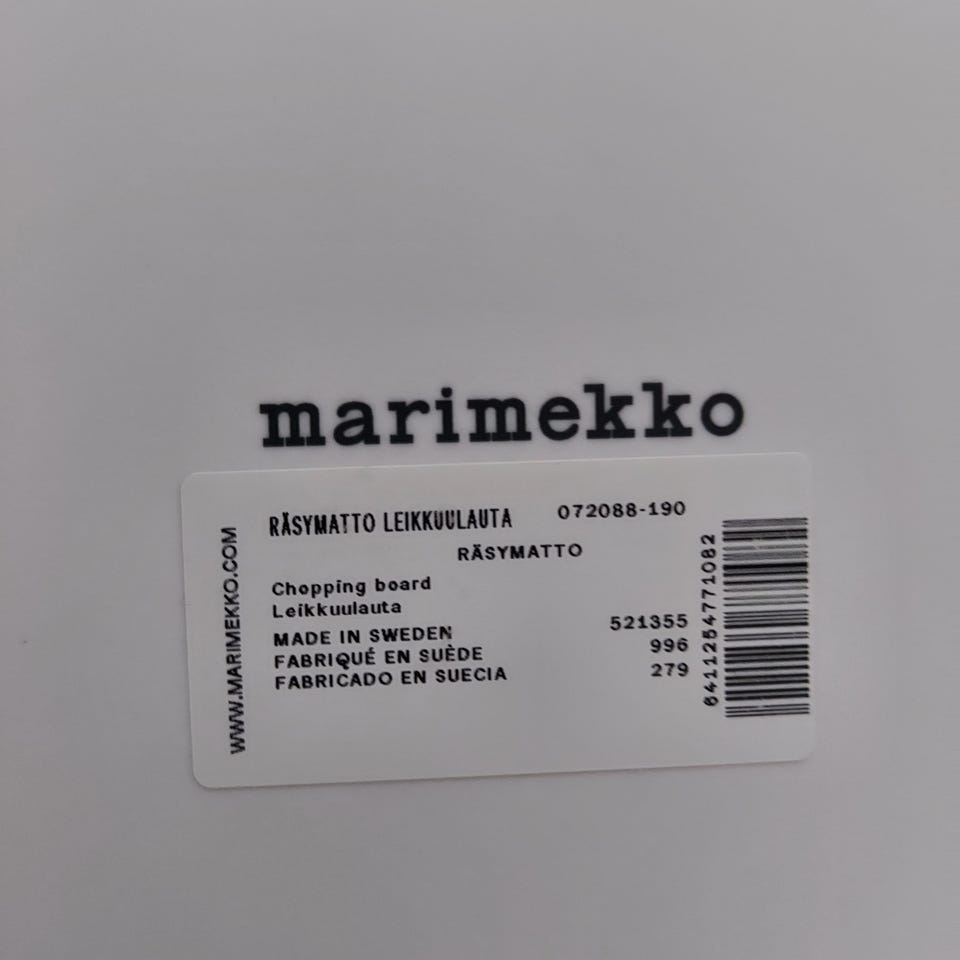 marimekko
RÄSYMATTO LEIKKUULAUTA 072088-190
RÄSYMATTO
Chopping board
Leikkuulauta
MADE IN SWEDEN 521355
FABRIQUÉ EN SUÈDE 996
FABRICADO EN SUECIA 279
WWW.MARIMEKKO.COM
6411254771082